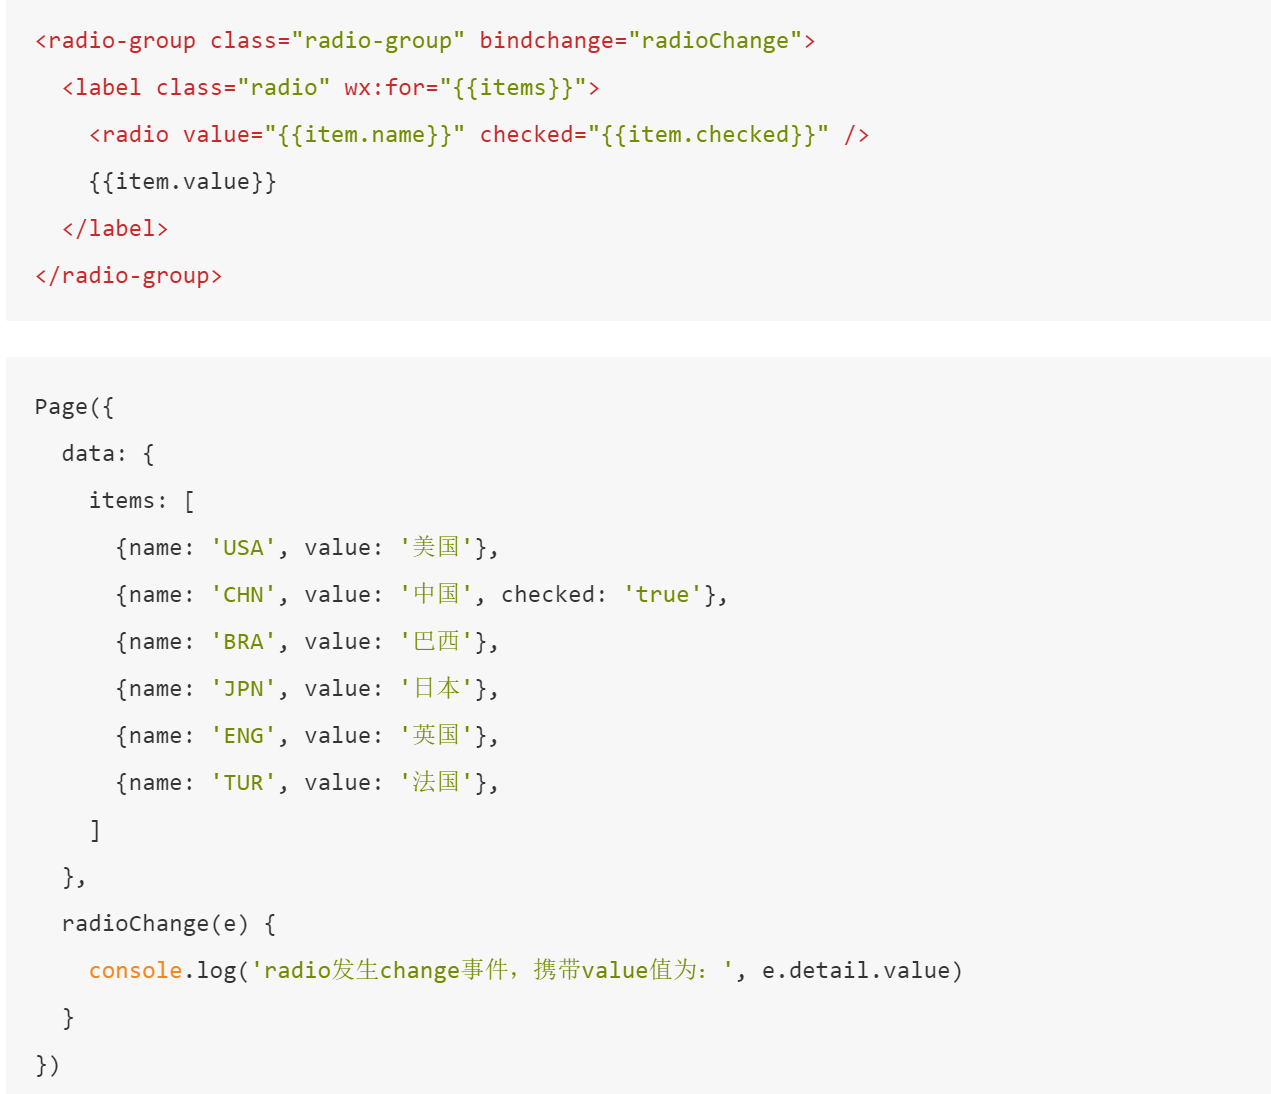 <radio-group class="radio-group" bindchange="radioChange">
  <label class="radio" wx:for="{{items}}">
    <radio value="{{item.name}}" checked="{{item.checked}}" />
    {{item.value}}
  </label>
</radio-group>
Page({
  data: {
    items: [
      {name: 'USA', value: '美国'},
      {name: 'CHN', value: '中国', checked: 'true'},
      {name: 'BRA', value: '巴西'},
      {name: 'JPN', value: '日本'},
      {name: 'ENG', value: '英国'},
      {name: 'TUR', value: '法国'},
    ]
  },
  radioChange(e) {
    console.log('radio发生change事件，携带value值为：', e.detail.value)
  }
})